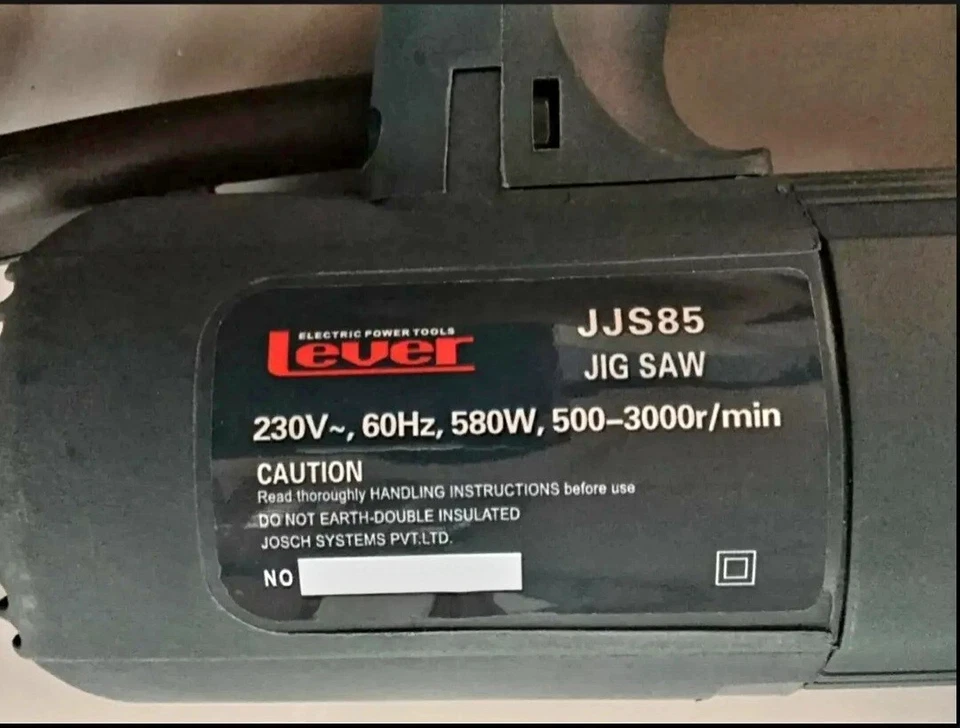 ELECTRIC POWER TOOLS
Lever
JJS85
JIG SAW
230V~, 60Hz, 580W, 500-3000r/min
CAUTION
Read thoroughly HANDLING INSTRUCTIONS before use
DO NOT EARTH-DOUBLE INSULATED
JOSCH SYSTEMS PVT.LTD.
NO